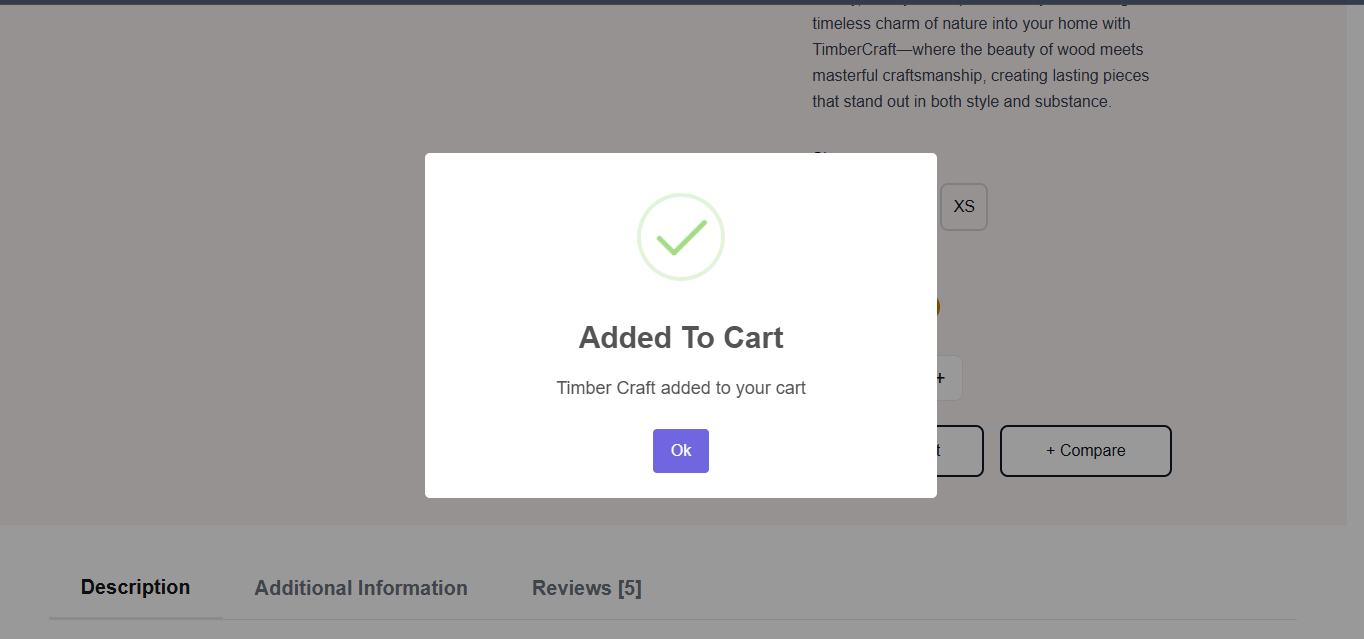 timeless charm of nature into your home with
TimberCraft—where the beauty of wood meets
masterful craftsmanship, creating lasting pieces
that stand out in both style and substance.
XS
Added To Cart
Timber Craft added to your cart
+
Ok
t
+ Compare
Description
Additional Information
Reviews [5]